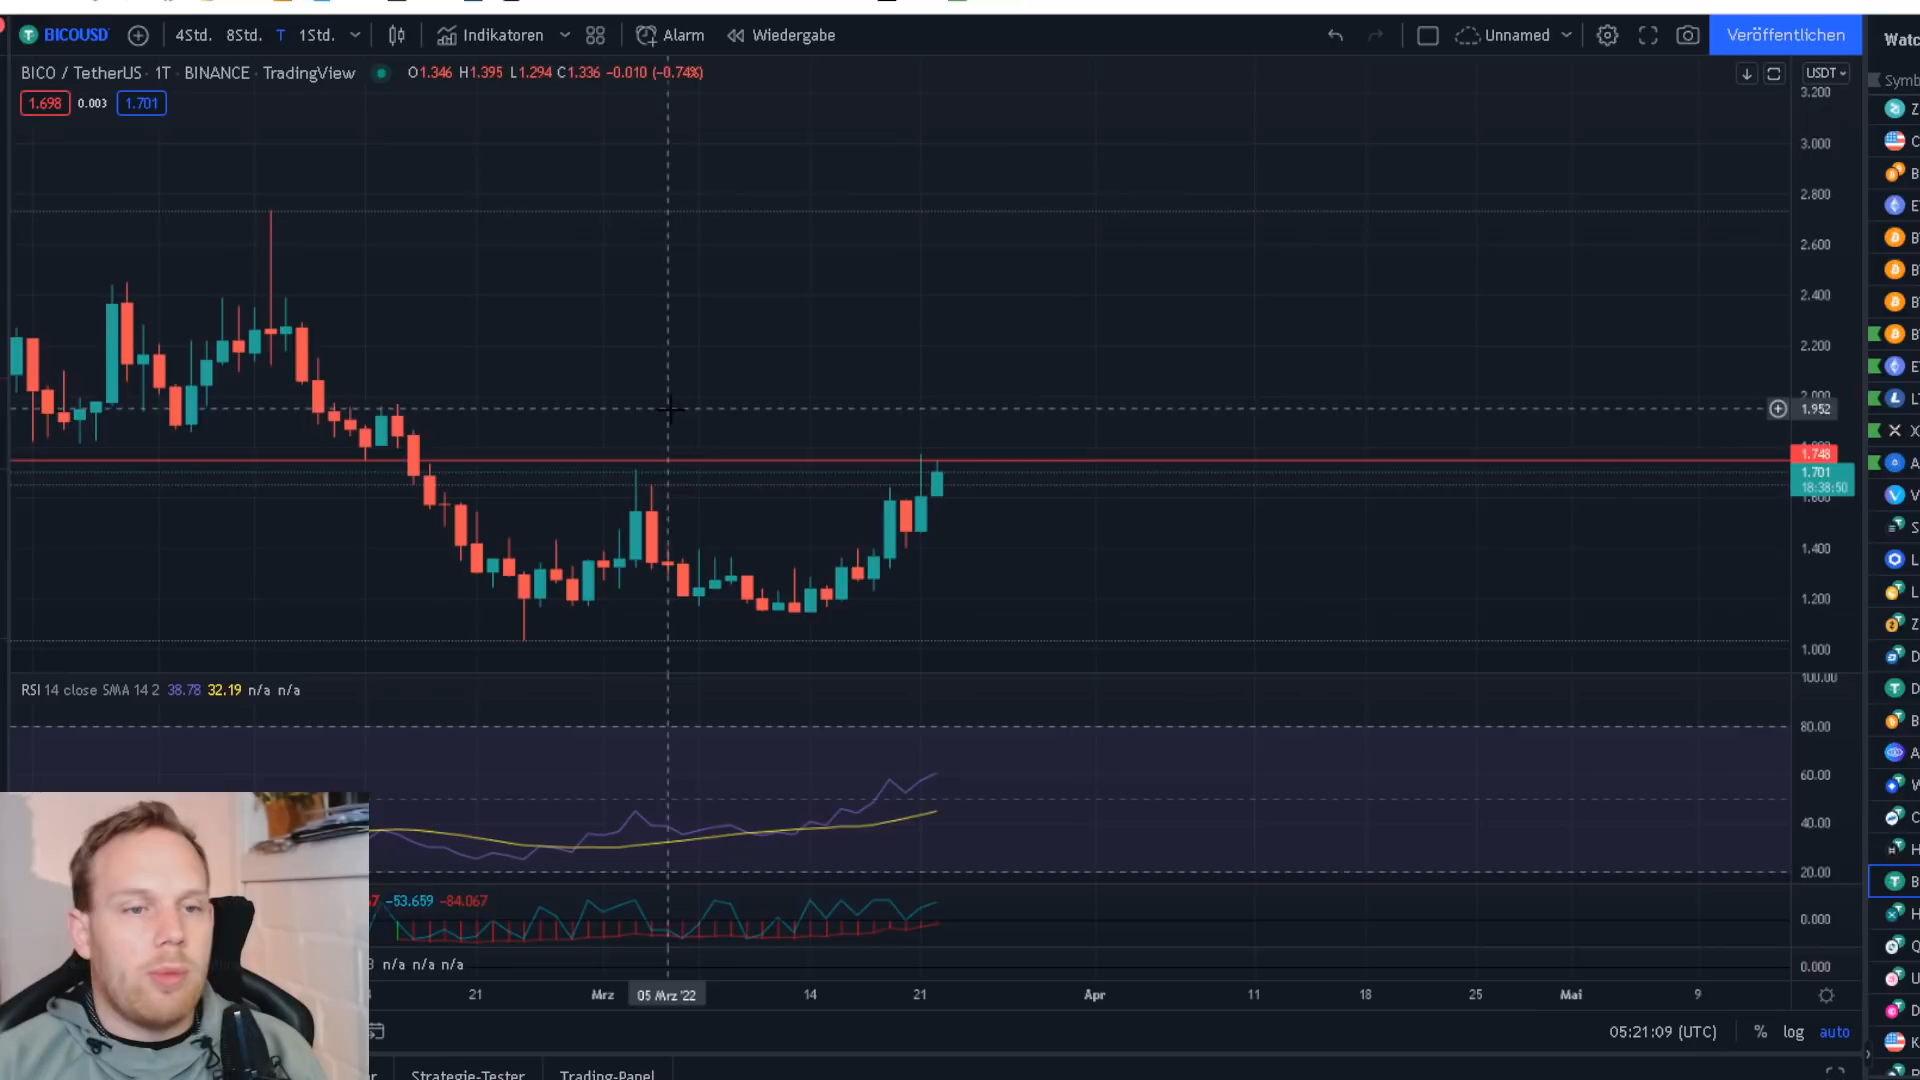 BICOUSD 4Std. 8Std. T 1Std. Indikatoren Alarm Wiedergabe Unnamed Veröffentlichen
BICO / TetherUS · 1T · BINANCE · TradingView O1.346 H1.395 L1.294 C1.336 −0.010 (−0.74%) USDT
1.698 0.003 1.701
3.200
3.000
2.800
2.600
2.400
2.200
2.000
1.952
1.748
1.701
18:38:50
1.400
1.200
1.000
RSI 14 close SMA 14 2 38.78 32.19 n/a n/a
100.00
80.00
60.00
40.00
20.00
−53.659 −84.067
0.000
n/a n/a n/a
0.000
21 Mrz 05 Mrz '22 14 21 Apr 11 18 25 Mai 9
05:21:09 (UTC) % log auto
Strategie-Tester Trading-Panel